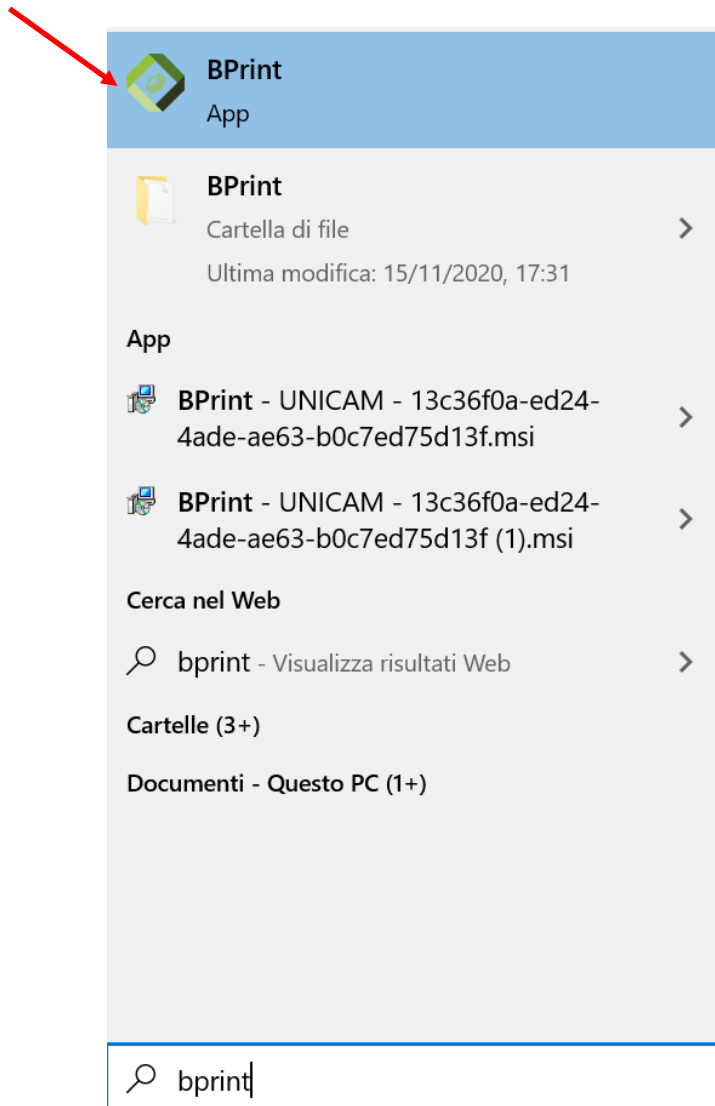 BPrint
App
BPrint
Cartella di file
Ultima modifica: 15/11/2020, 17:31
App
BPrint - UNICAM - 13c36f0a-ed24-
4ade-ae63-b0c7ed75d13f.msi
BPrint - UNICAM - 13c36f0a-ed24-
4ade-ae63-b0c7ed75d13f (1).msi
Cerca nel Web
bprint - Visualizza risultati Web
Cartelle (3+)
Documenti - Questo PC (1+)
bprint